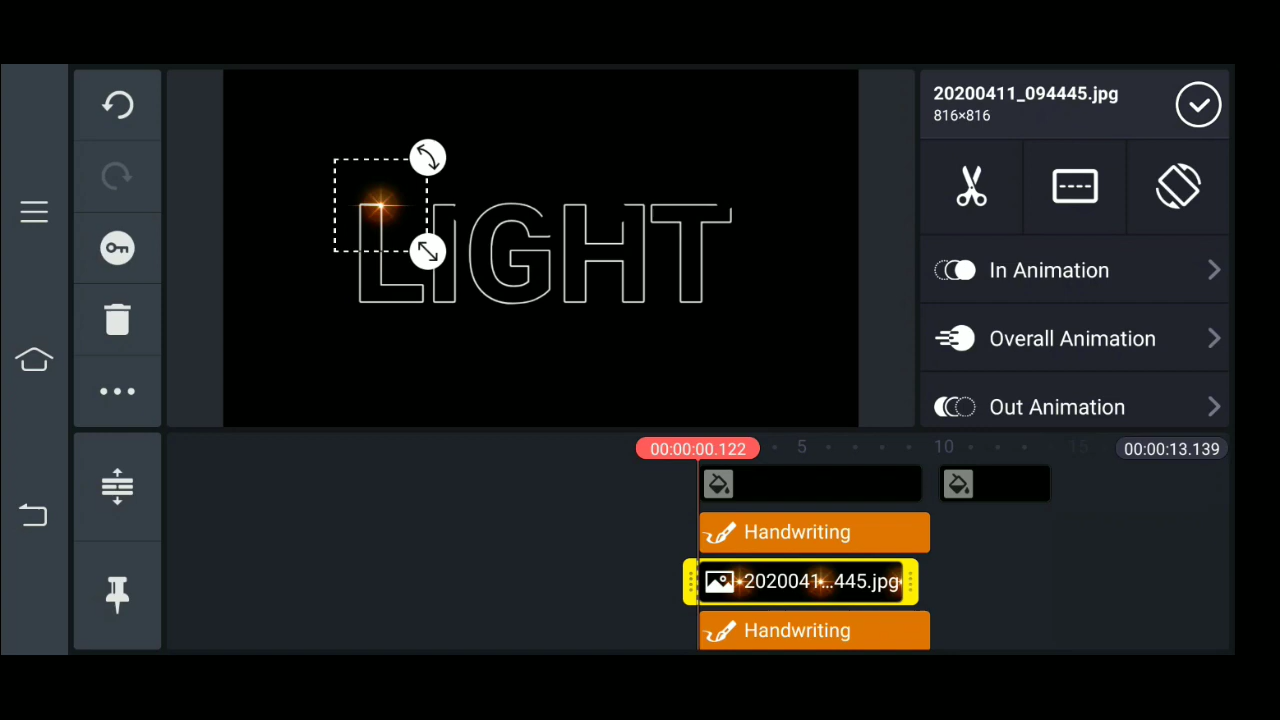 20200411_094445.jpg
816×816
LIGHT
In Animation
Overall Animation
Out Animation
00:00:00.122 5 10 15 00:00:13.139
Handwriting
2020041...445.jpg
Handwriting